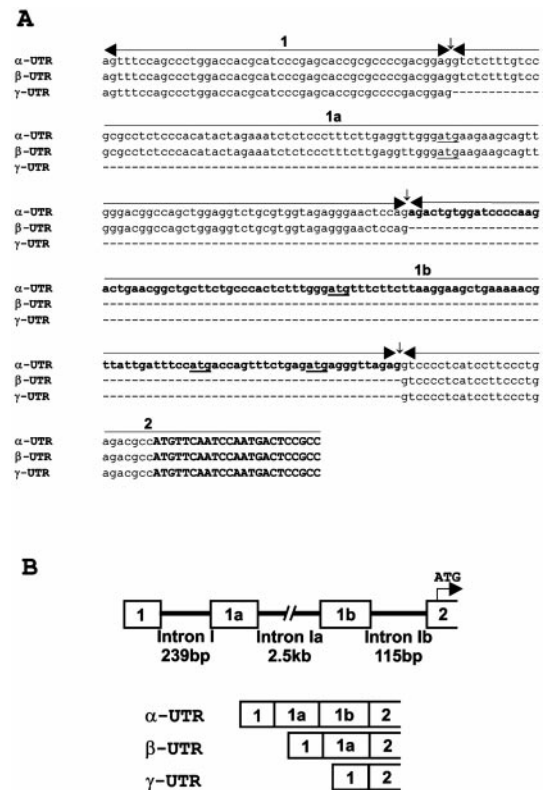 A
1
α-UTR agtttccagccctggaccacgcatcccgagcaccgcgccccgacggaggtctctttgtcc
β-UTR agtttccagccctggaccacgcatcccgagcaccgcgccccgacggaggtctctttgtcc
γ-UTR agtttccagccctggaccacgcatcccgagcaccgcgccccgacggag------------
1a
α-UTR gcgcctctcccacatactagaaatctctccctttcttgaggttgggatgaagaagcagtt
β-UTR gcgcctctcccacatactagaaatctctccctttcttgaggttgggatgaagaagcagtt
γ-UTR ------------------------------------------------------------
α-UTR gggacggccagctggaggtctgcgtggtagagggaactccagagactgtggatccccaag
β-UTR gggacggccagctggaggtctgcgtggtagagggaactccag------------------
γ-UTR ------------------------------------------------------------
1b
α-UTR actgaacggctgcttctgcccactctttgggatgtttcttcttaaggaagctgaaaaacg
β-UTR ------------------------------------------------------------
γ-UTR ------------------------------------------------------------
α-UTR ttattgatttccatgaccagtttctgagatgagggttagaggtcccctcatccttccctg
β-UTR -----------------------------------------gtcccctcatccttccctg
γ-UTR -----------------------------------------gtcccctcatccttccctg
2
α-UTR agacgccATGTTCAATCCAATGACTCCGCC
β-UTR agacgccATGTTCAATCCAATGACTCCGCC
γ-UTR agacgccATGTTCAATCCAATGACTCCGCC
B
ATG
1 1a 1b 2
Intron I Intron Ia Intron Ib
239bp 2.5kb 115bp
α-UTR 1 1a 1b 2
β-UTR 1 1a 2
γ-UTR 1 2